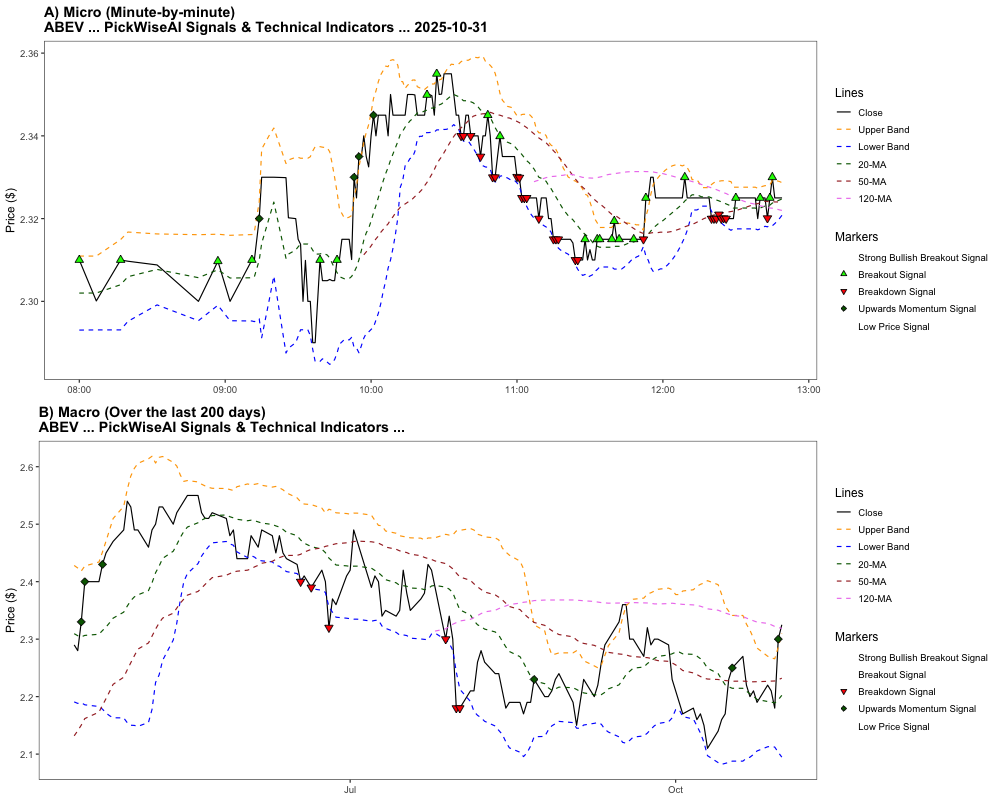 A) Micro (Minute-by-minute)
ABEV ... PickWiseAI Signals & Technical Indicators ... 2025-10-31
Price ($)
2.36
2.34
2.32
2.30
08:00
09:00
10:00
11:00
12:00
13:00
Lines
Close
Upper Band
Lower Band
20-MA
50-MA
120-MA
Markers
Strong Bullish Breakout Signal
Breakout Signal
Breakdown Signal
Upwards Momentum Signal
Low Price Signal
B) Macro (Over the last 200 days)
ABEV ... PickWiseAI Signals & Technical Indicators ...
Price ($)
2.6
2.5
2.4
2.3
2.2
2.1
Jul
Oct
Lines
Close
Upper Band
Lower Band
20-MA
50-MA
120-MA
Markers
Strong Bullish Breakout Signal
Breakout Signal
Breakdown Signal
Upwards Momentum Signal
Low Price Signal